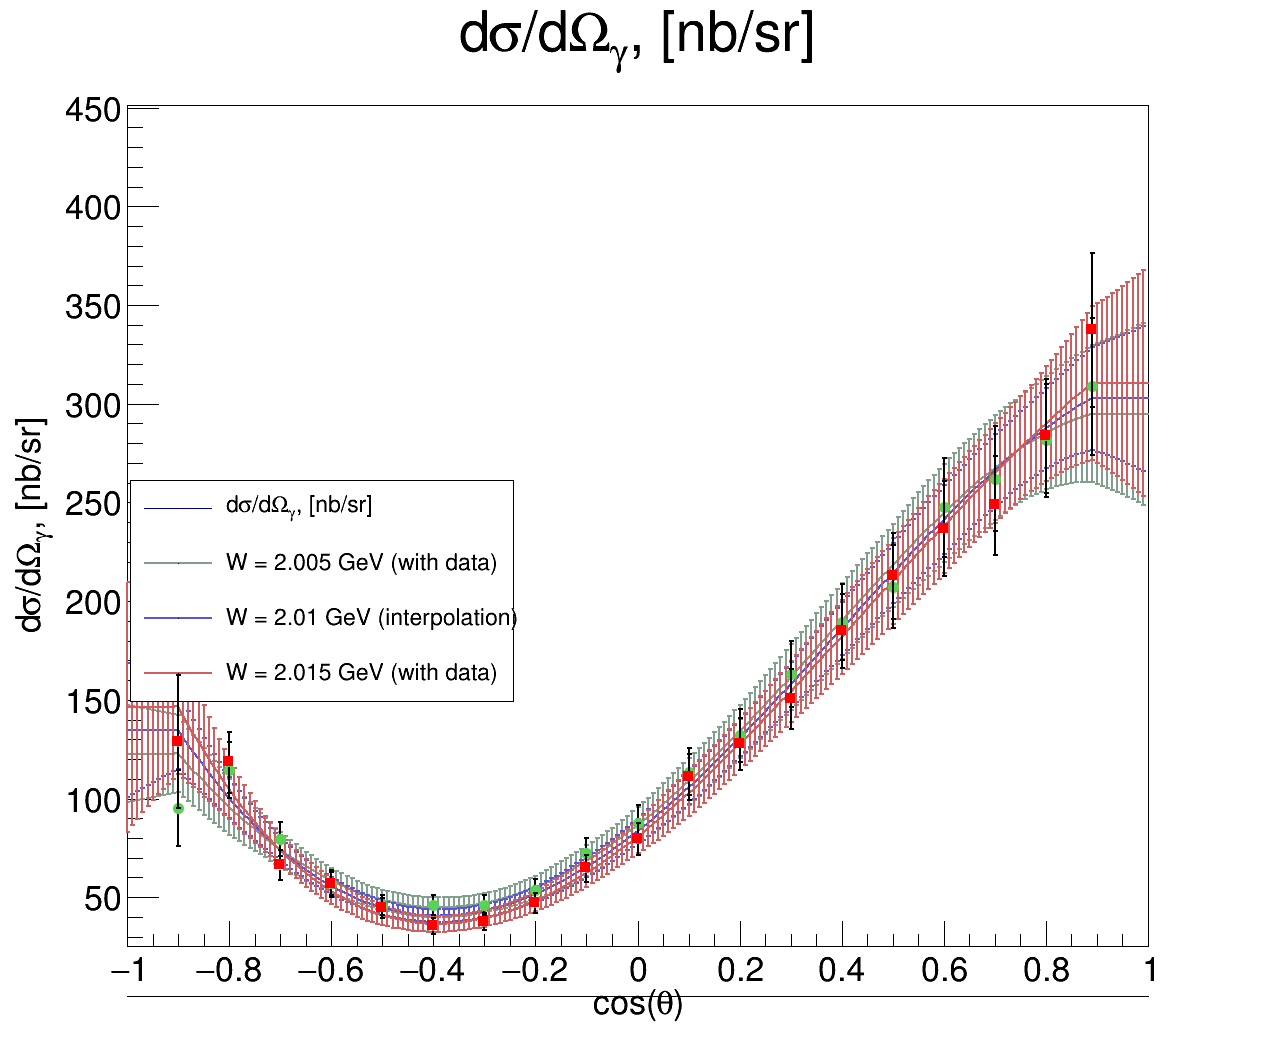 dσ/dΩγ, [nb/sr]
450
400
350
300
250
200
150
100
50
dσ/dΩγ, [nb/sr]
dσ/dΩγ, [nb/sr]
W = 2.005 GeV (with data)
W = 2.01 GeV (interpolation)
W = 2.015 GeV (with data)
−1 −0.8 −0.6 −0.4 −0.2 0 0.2 0.4 0.6 0.8 1
cos(θ)